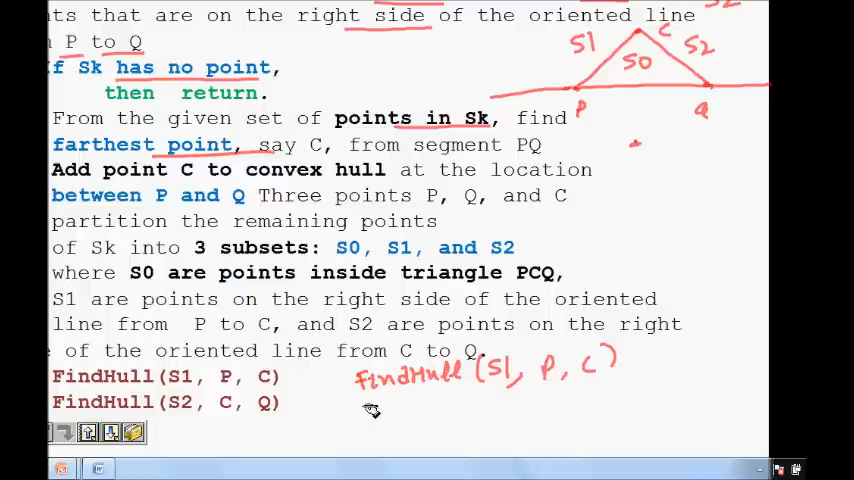 S2
nts that are on the right side of the oriented line
P to Q
S1
C
S2
S0
P
Q
If Sk has no point,
then return.
From the given set of points in Sk, find
farthest point, say C, from segment PQ
Add point C to convex hull at the location
between P and Q Three points P, Q, and C
partition the remaining points
of Sk into 3 subsets: S0, S1, and S2
where S0 are points inside triangle PCQ,
S1 are points on the right side of the oriented
line from P to C, and S2 are points on the right
of the oriented line from C to Q.
FindHull(S1, P, C)
FindHull (S1, P, C)
FindHull(S2, C, Q)